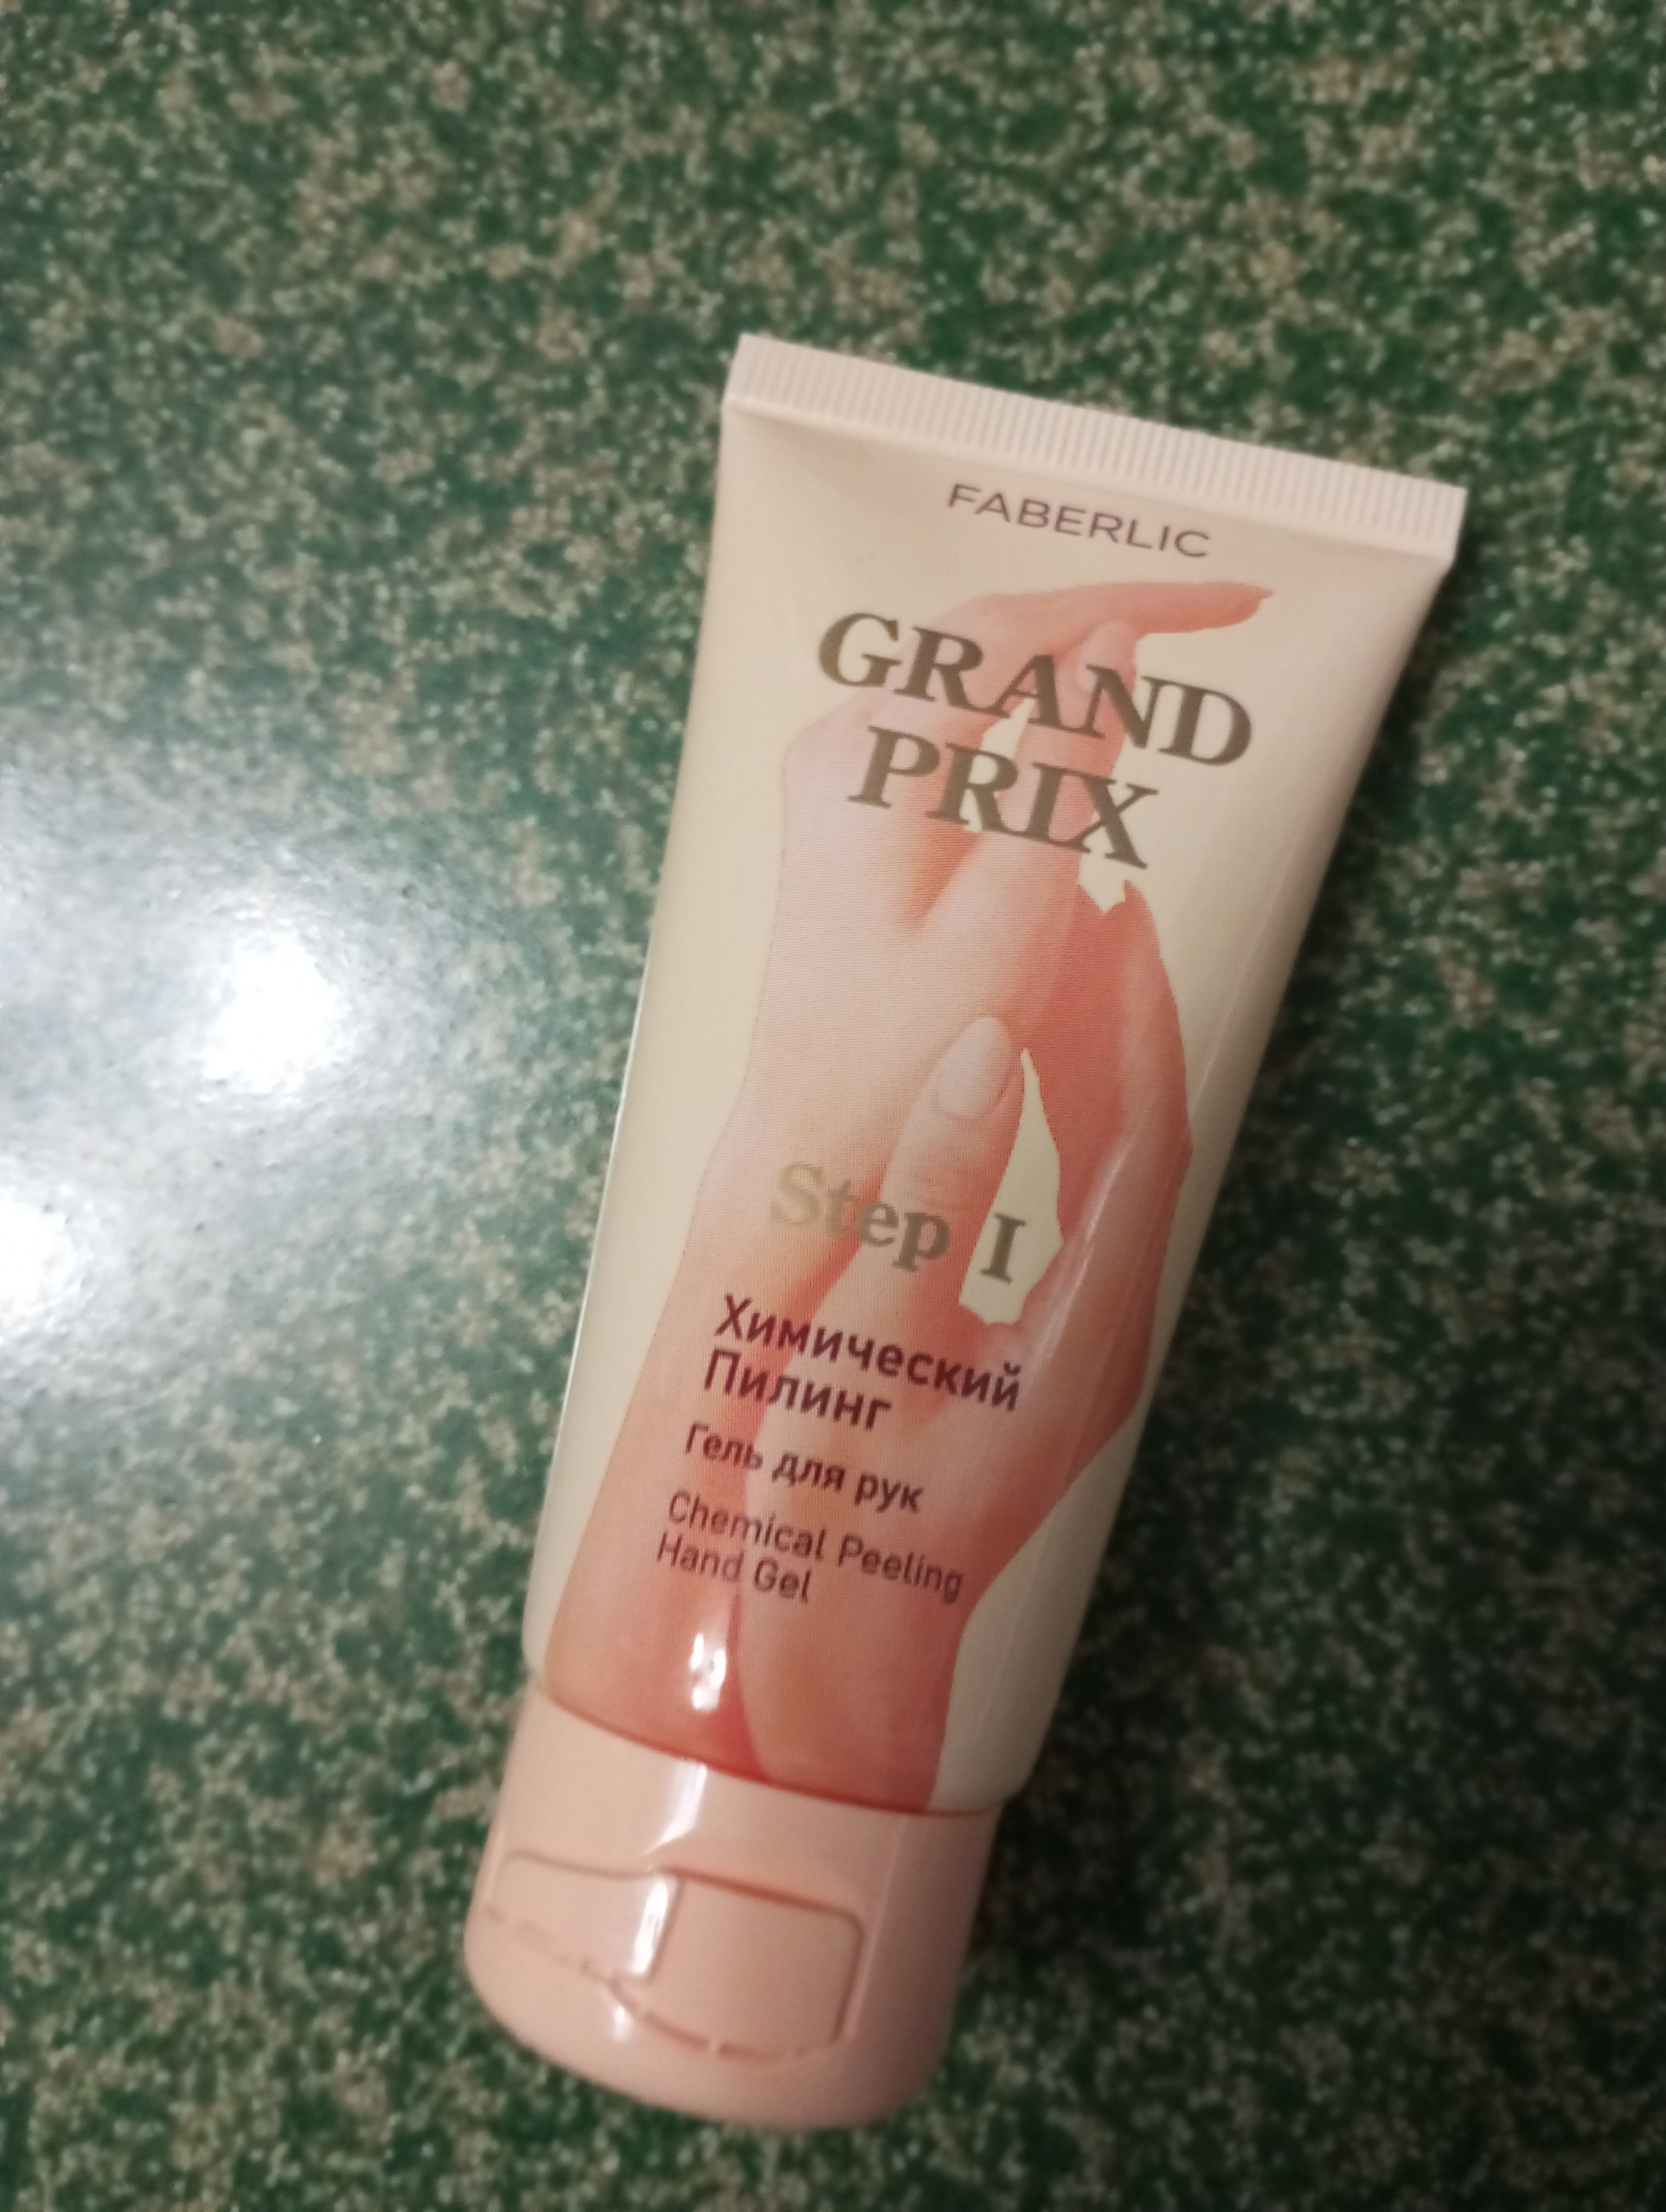 FABERLIC
GRAND
PRIX
Step I
Химический
Пилинг
Гель для рук
Chemical Peeling
Hand Gel